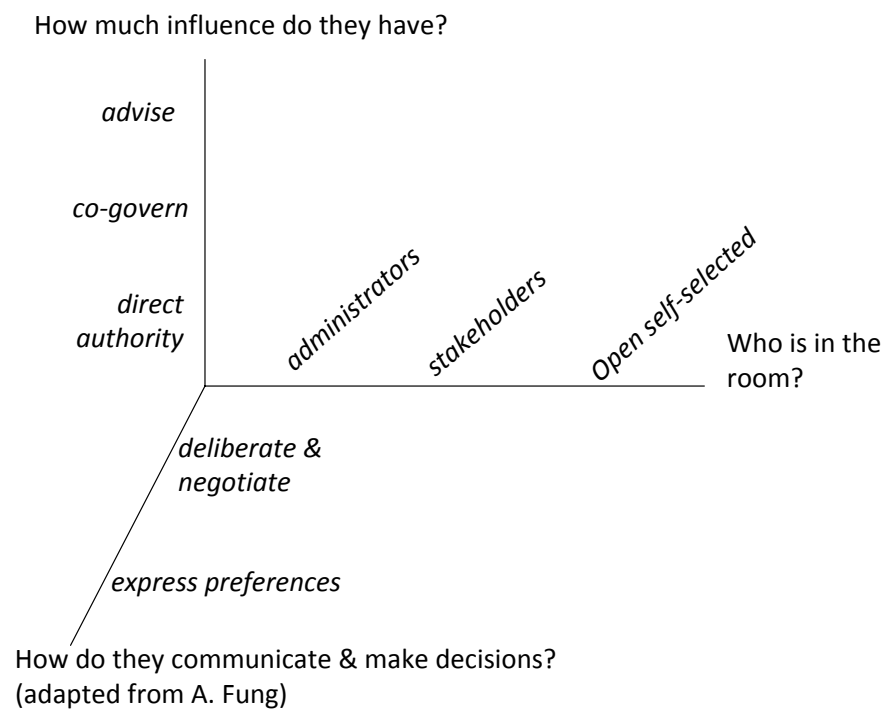 How much influence do they have?
advise
co-govern
direct
authority
administrators
stakeholders
Open self-selected
Who is in the
room?
deliberate &
negotiate
express preferences
How do they communicate & make decisions?
(adapted from A. Fung)